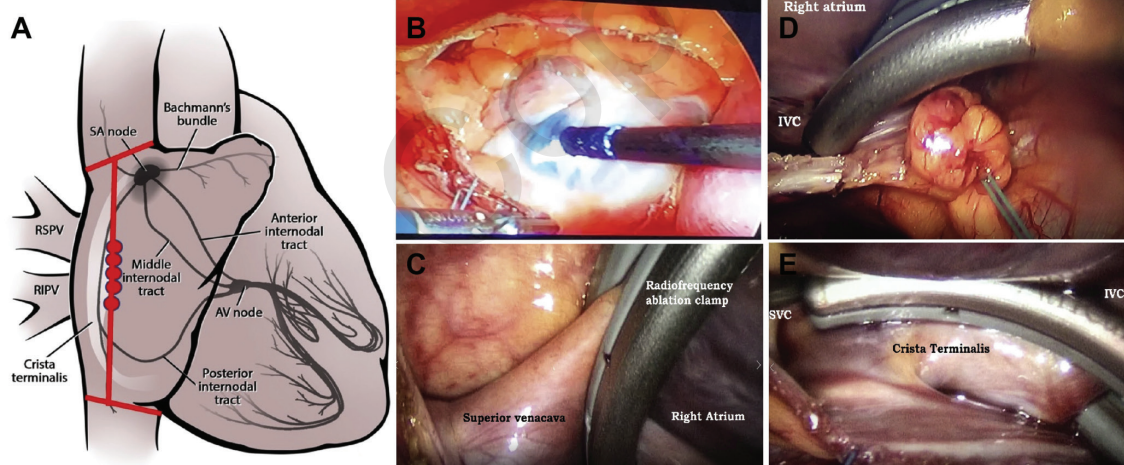 A
SA node
Bachmann's
bundle
RSPV
RIPV
Anterior
internodal
tract
Middle
internodal
tract
AV node
Crista
terminalis
Posterior
internodal
tract
B
C
Radiofrequency
ablation clamp
Superior venacava
Right Atrium
Right atrium
D
IVC
E
SVC
IVC
Crista Terminalis